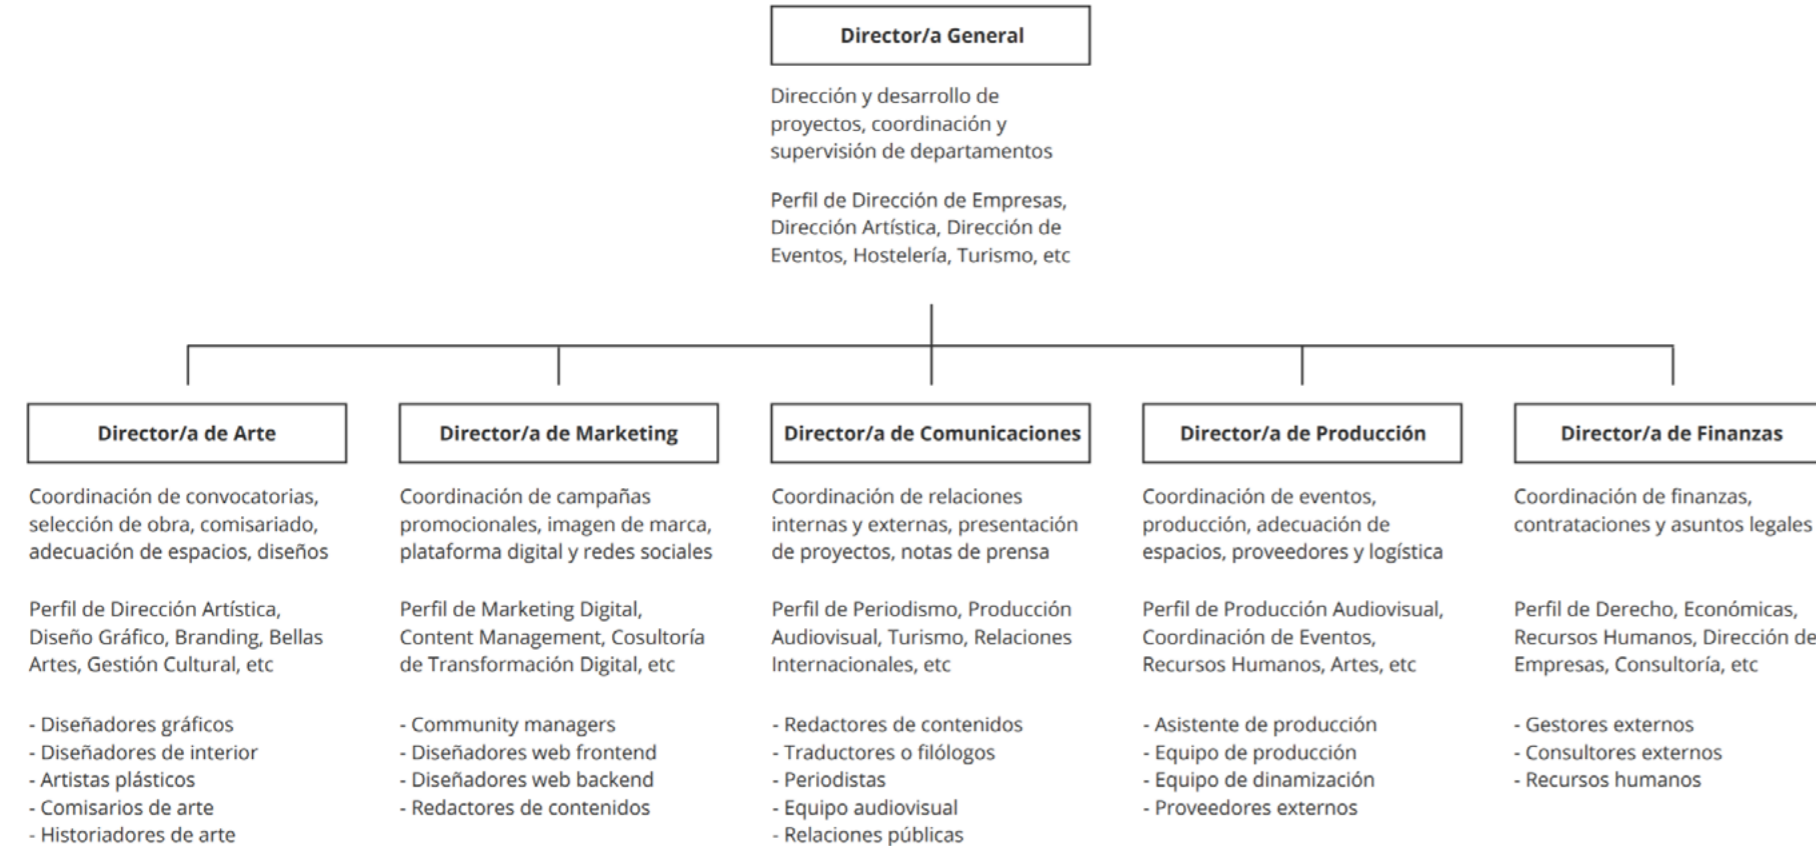 Director/a General
Dirección y desarrollo de
proyectos, coordinación y
supervisión de departamentos
Perfil de Dirección de Empresas,
Dirección Artística, Dirección de
Eventos, Hostelería, Turismo, etc
Director/a de Arte
Coordinación de convocatorias,
selección de obra, comisariado,
adecuación de espacios, diseños
Perfil de Dirección Artística,
Diseño Gráfico, Branding, Bellas
Artes, Gestión Cultural, etc
- Diseñadores gráficos
- Diseñadores de interior
- Artistas plásticos
- Comisarios de arte
- Historiadores de arte
Director/a de Marketing
Coordinación de campañas
promocionales, imagen de marca,
plataforma digital y redes sociales
Perfil de Marketing Digital,
Content Management, Cosultoría
de Transformación Digital, etc
- Community managers
- Diseñadores web frontend
- Diseñadores web backend
- Redactores de contenidos
Director/a de Comunicaciones
Coordinación de relaciones
internas y externas, presentación
de proyectos, notas de prensa
Perfil de Periodismo, Producción
Audiovisual, Turismo, Relaciones
Internacionales, etc
- Redactores de contenidos
- Traductores o filólogos
- Periodistas
- Equipo audiovisual
- Relaciones públicas
Director/a de Producción
Coordinación de eventos,
producción, adecuación de
espacios, proveedores y logística
Perfil de Producción Audiovisual,
Coordinación de Eventos,
Recursos Humanos, Artes, etc
- Asistente de producción
- Equipo de producción
- Equipo de dinamización
- Proveedores externos
Director/a de Finanzas
Coordinación de finanzas,
contrataciones y asuntos legales
Perfil de Derecho, Económicas,
Recursos Humanos, Dirección de
Empresas, Consultoría, etc
- Gestores externos
- Consultores externos
- Recursos humanos